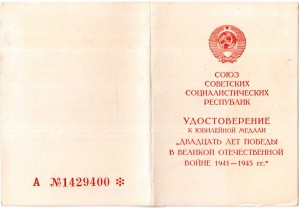 А №1429400 ✻
СОЮЗ
СОВЕТСКИХ
СОЦИАЛИСТИЧЕСКИХ
РЕСПУБЛИК
УДОСТОВЕРЕНИЕ
К ЮБИЛЕЙНОЙ МЕДАЛИ
„ДВАДЦАТЬ ЛЕТ ПОБЕДЫ
В ВЕЛИКОЙ ОТЕЧЕСТВЕННОЙ
ВОЙНЕ 1941—1945 гг.“